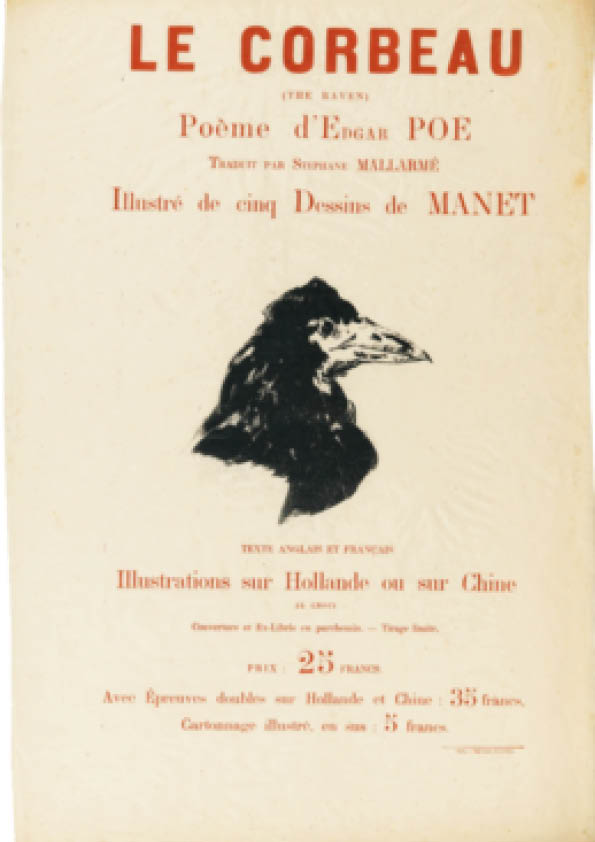 LE CORBEAU
(THE RAVEN)
Poème d'EDGAR POE
TRADUIT PAR STÉPHANE MALLARMÉ
Illustré de cinq Dessins de MANET
TEXTE ANGLAIS ET FRANÇAIS
Illustrations sur Hollande ou sur Chine
AU CHOIX
Couverture et Ex-Libris en parchemin. — Tirage limité.
PRIX : 25 FRANCS.
Avec Épreuves doubles sur Hollande et Chine : 35 francs.
Cartonnage illustré, en sus : 5 francs.